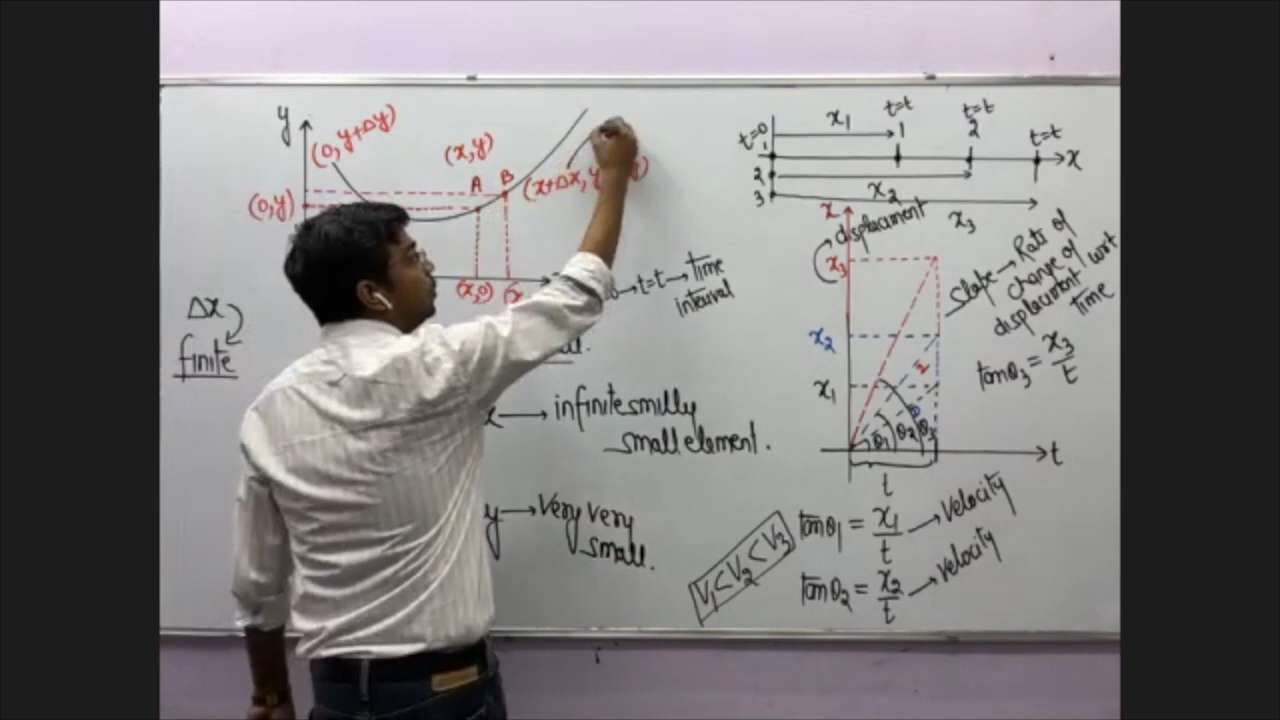 y
(0, y+Δy)
(x, y)
A B
(x+Δx, y
(0, y)
(x, 0)
t=t → Time
interval
Δx
finite
x → infinitesmilly
small element.
y → Very very
small.
t=0
x1
t=t
t=t
t=t
1
2
1
2
3
x
x2
x3
x
displacement
x3
x2
x1
Slope → Rate of
change of
displacement wrt
time
tanθ3 = x3/t
2
θ1 θ2 θ3
t
t
tanθ1 = x1/t → Velocity
V1 < V2 < V3
tanθ2 = x2/t → Velocity